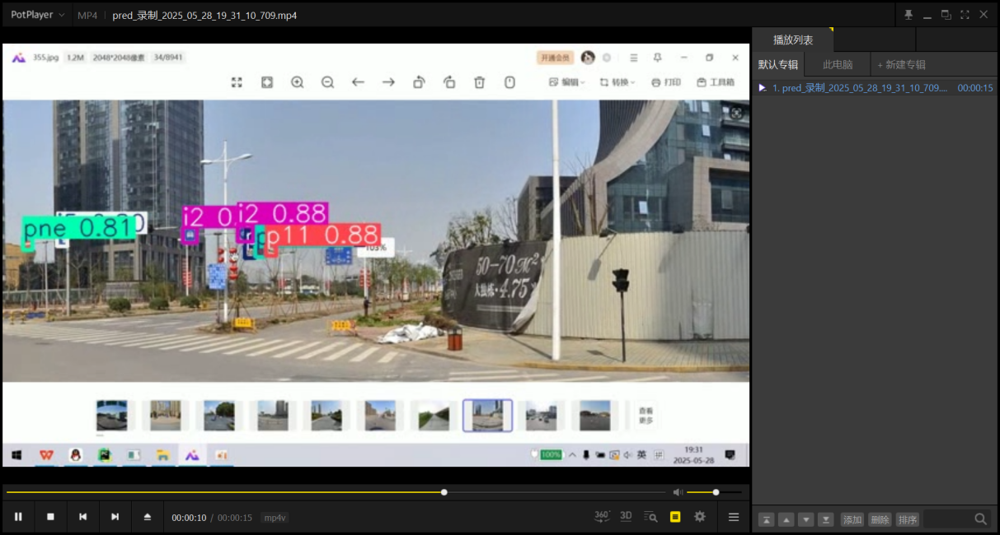 PotPlayer
MP4
pred_录制_2025_05_28_19_31_10_709.mp4
播放列表
默认专辑
此电脑
+ 新建专辑
1. pred_录制_2025_05_28_19_31_10_709....
00:00:15
355.jpg
1.2M
2048*2048像素
34/8941
开通会员
编辑
转换
打印
工具箱
pne 0.81
i2 0.
i2 0.88
p11 0.88
50-70M²
4.75
查看
更多
100%
英
19:31
2025-05-28
00:00:10 / 00:00:15
mp4v
360°
3D
添加
删除
排序